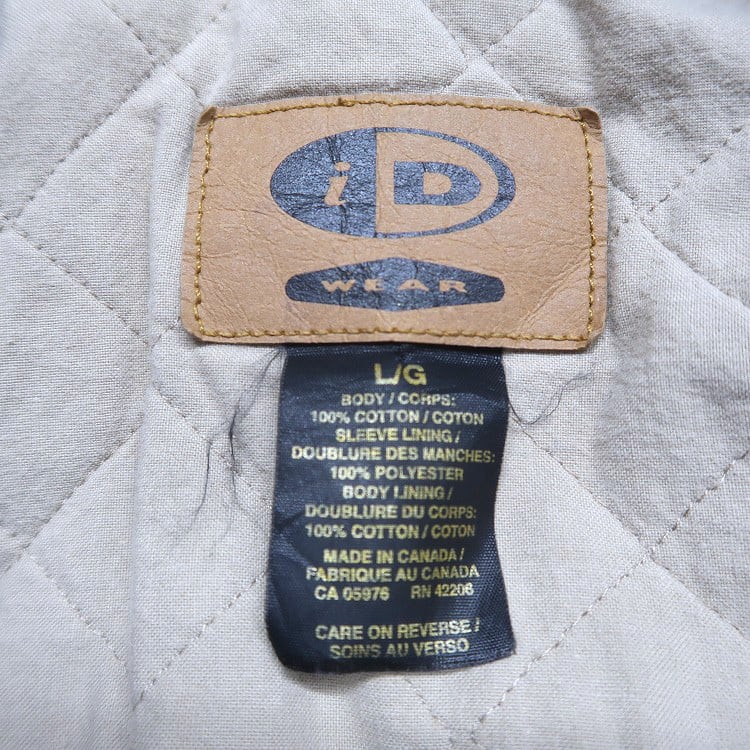 iD
WEAR
L/G
BODY / CORPS:
100% COTTON / COTON
SLEEVE LINING /
DOUBLURE DES MANCHES:
100% POLYESTER
BODY LINING /
DOUBLURE DU CORPS:
100% COTTON / COTON
MADE IN CANADA /
FABRIQUE AU CANADA
CA 05976 RN 42206
CARE ON REVERSE /
SOINS AU VERSO